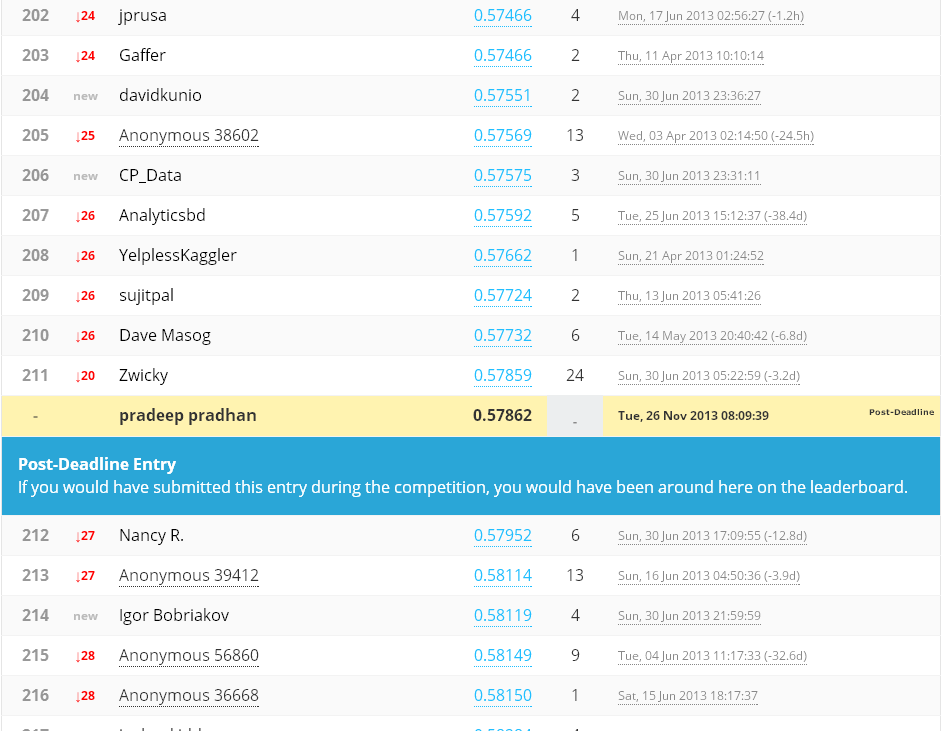 202 ↓24 jprusa 0.57466 4 Mon, 17 Jun 2013 02:56:27 (-1.2h)
203 ↓24 Gaffer 0.57466 2 Thu, 11 Apr 2013 10:10:14
204 new davidkunio 0.57551 2 Sun, 30 Jun 2013 23:36:27
205 ↓25 Anonymous 38602 0.57569 13 Wed, 03 Apr 2013 02:14:50 (-24.5h)
206 new CP_Data 0.57575 3 Sun, 30 Jun 2013 23:31:11
207 ↓26 Analyticsbd 0.57592 5 Tue, 25 Jun 2013 15:12:37 (-38.4d)
208 ↓26 YelplessKaggler 0.57662 1 Sun, 21 Apr 2013 01:24:52
209 ↓26 sujitpal 0.57724 2 Thu, 13 Jun 2013 05:41:26
210 ↓26 Dave Masog 0.57732 6 Tue, 14 May 2013 20:40:42 (-6.8d)
211 ↓20 Zwicky 0.57859 24 Sun, 30 Jun 2013 05:22:59 (-3.2d)
- pradeep pradhan 0.57862 - Tue, 26 Nov 2013 08:09:39 Post-Deadline
Post-Deadline Entry
If you would have submitted this entry during the competition, you would have been around here on the leaderboard.
212 ↓27 Nancy R. 0.57952 6 Sun, 30 Jun 2013 17:09:55 (-12.8d)
213 ↓27 Anonymous 39412 0.58114 13 Sun, 16 Jun 2013 04:50:36 (-3.9d)
214 new Igor Bobriakov 0.58119 4 Sun, 30 Jun 2013 21:59:59
215 ↓28 Anonymous 56860 0.58149 9 Tue, 04 Jun 2013 11:17:33 (-32.6d)
216 ↓28 Anonymous 36668 0.58150 1 Sat, 15 Jun 2013 18:17:37